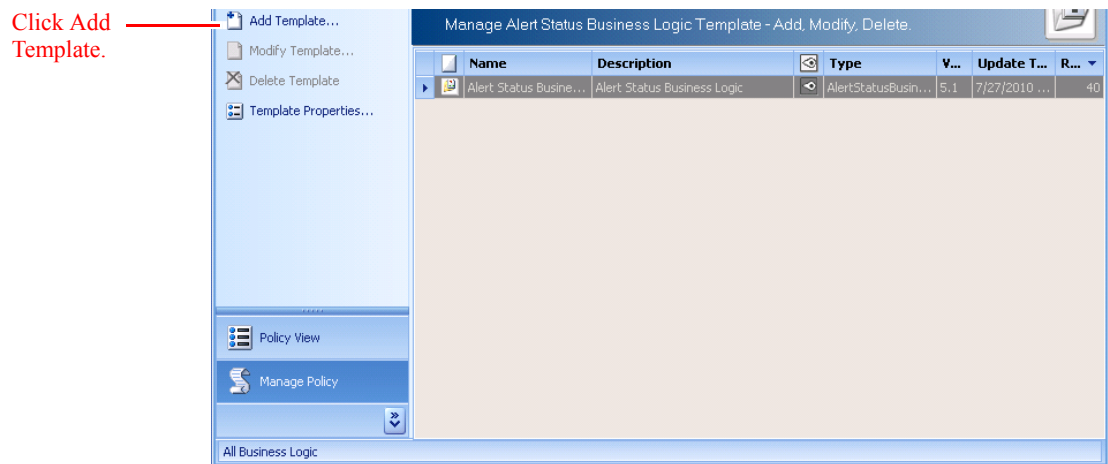 Click Add
Template.
Add Template...
Modify Template...
Delete Template
Template Properties...
Manage Alert Status Business Logic Template - Add, Modify, Delete.
Name Description Type V... Update T... R...
Alert Status Busine... Alert Status Business Logic AlertStatusBusin... 5.1 7/27/2010 ... 40
Policy View
Manage Policy
All Business Logic